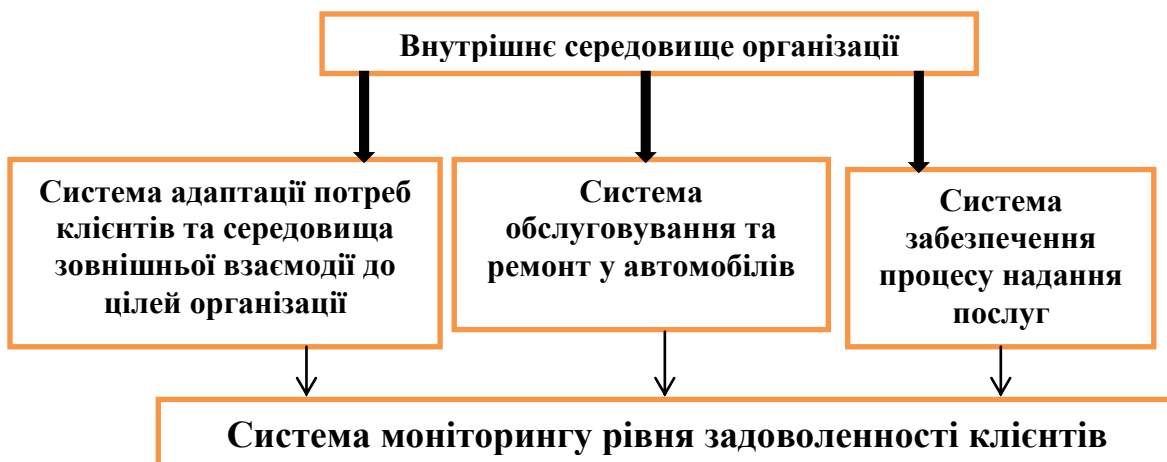 Внутрішнє середовище організації
Система адаптації потреб
клієнтів та середовища
зовнішньої взаємодії до
цілей організації
Система
обслуговування та
ремонт у автомобілів
Система
забезпечення
процесу надання
послуг
Система моніторингу рівня задоволенності клієнтів